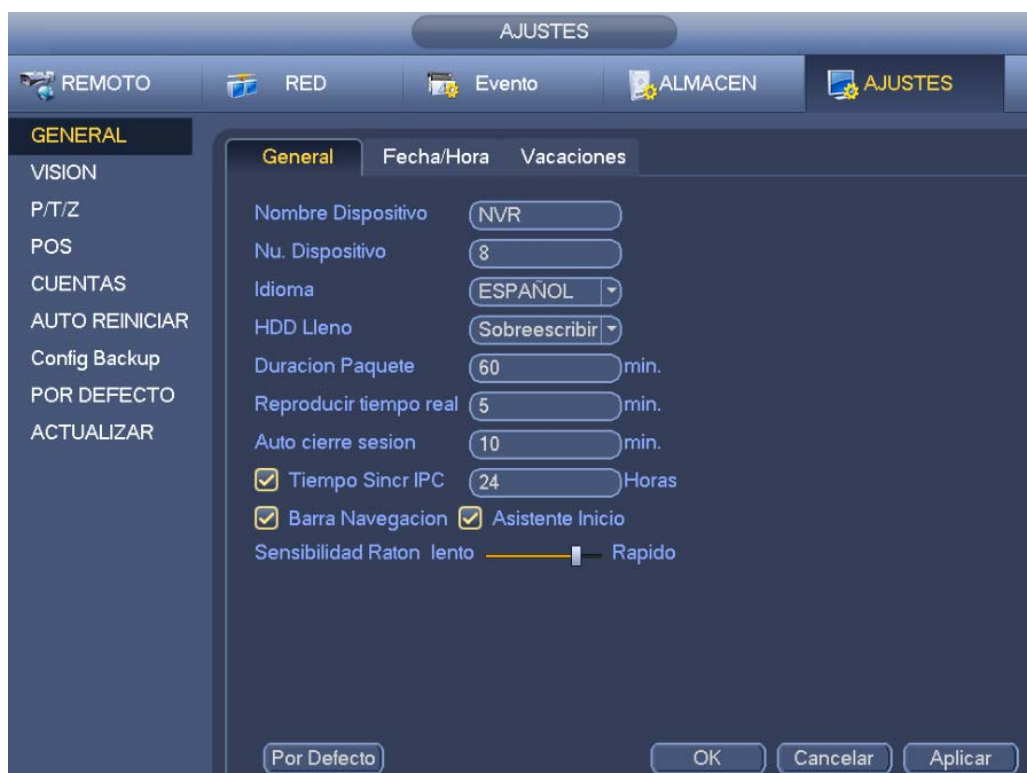 AJUSTES
REMOTO RED Evento ALMACEN AJUSTES
GENERAL
VISION
P/T/Z
POS
CUENTAS
AUTO REINICIAR
Config Backup
POR DEFECTO
ACTUALIZAR
General Fecha/Hora Vacaciones
Nombre Dispositivo NVR
Nu. Dispositivo 8
Idioma ESPAÑOL
HDD Lleno Sobreescribir
Duracion Paquete 60 min.
Reproducir tiempo real 5 min.
Auto cierre sesion 10 min.
Tiempo Sincr IPC 24 Horas
Barra Navegacion Asistente Inicio
Sensibilidad Raton lento Rapido
Por Defecto OK Cancelar Aplicar